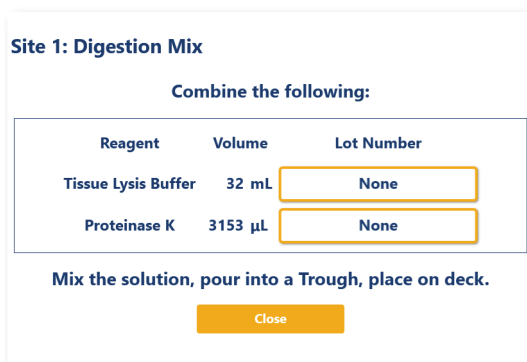 Site 1: Digestion Mix
Combine the following:
Reagent Volume Lot Number
Tissue Lysis Buffer 32 mL None
Proteinase K 3153 µL None
Mix the solution, pour into a Trough, place on deck.
Close